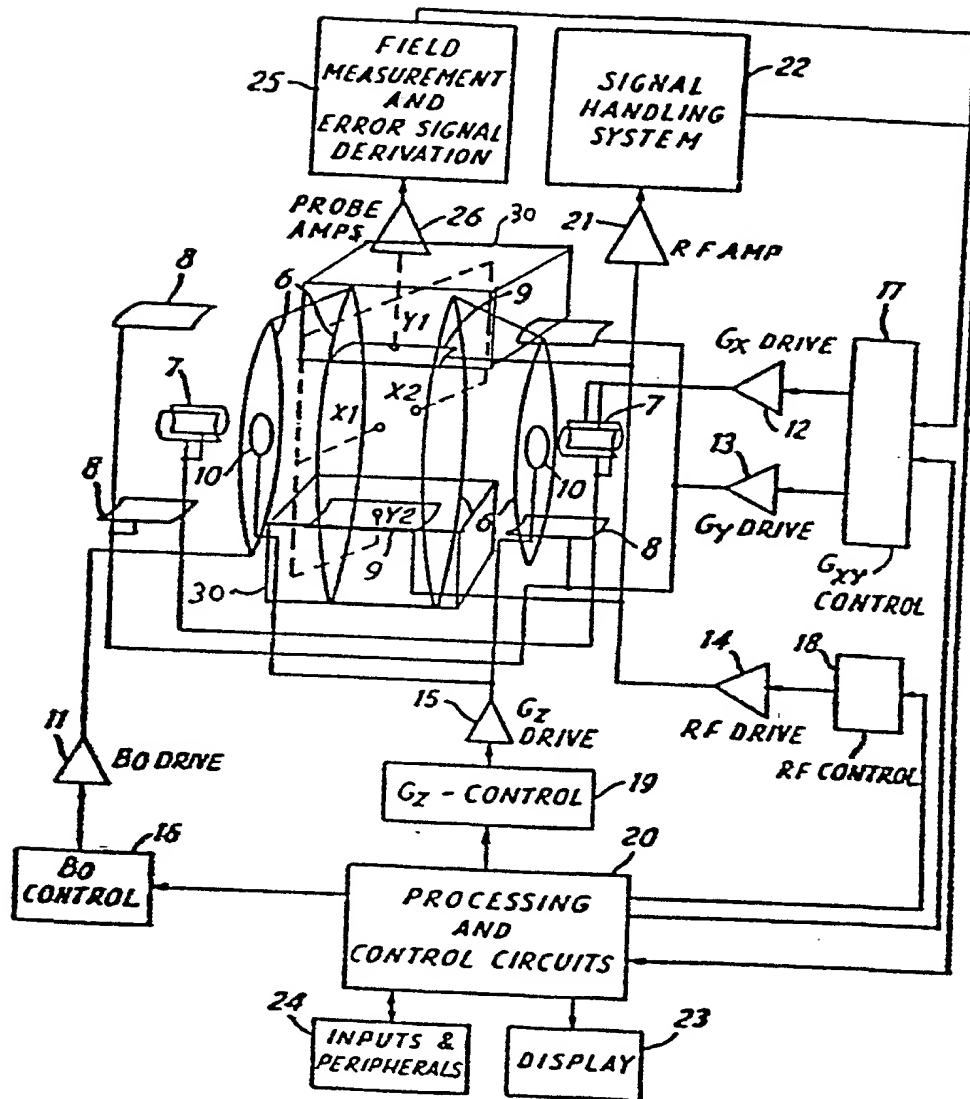 25
FIELD
MEASUREMENT
AND
ERROR SIGNAL
DERIVATION
SIGNAL
HANDLING
SYSTEM
22
PROBE
AMPS
26
30
21
RF AMP
8
6
9
Y1
17
7
GX DRIVE
X2
X1
7
12
10
10
13
8
6
8
Y2
GY DRIVE
9
30
GXY
CONTROL
14
18
15
GZ
DRIVE
RF DRIVE
11
BO DRIVE
RF CONTROL
GZ - CONTROL
19
16
20
BO
CONTROL
PROCESSING
AND
CONTROL CIRCUITS
24
23
INPUTS &
PERIPHERALS
DISPLAY